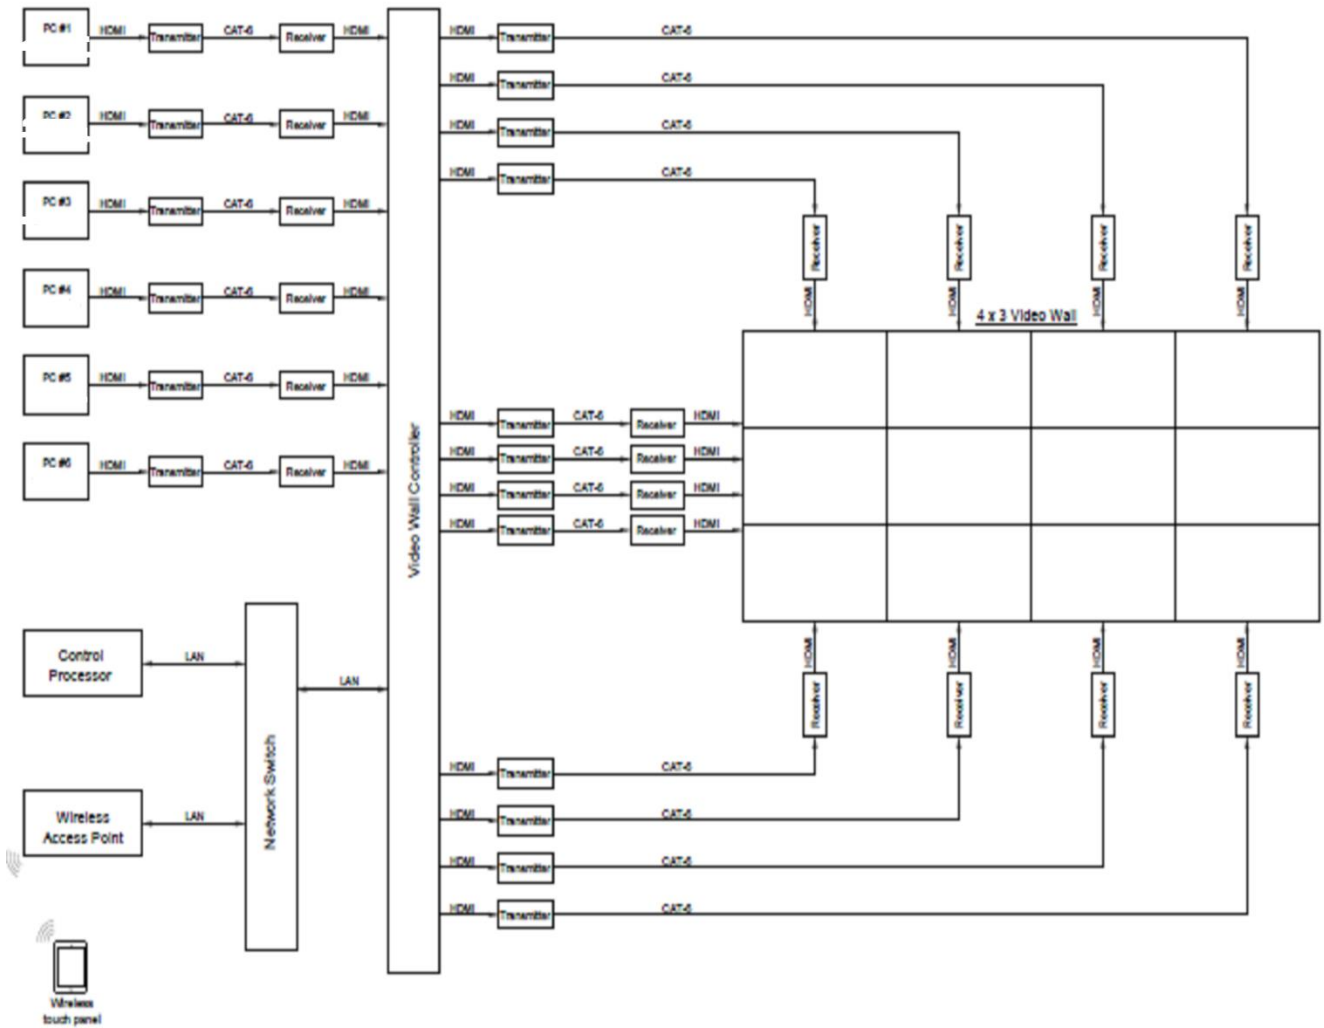 PC #1
HDMI
Transmitter
CAT-6
Receiver
HDMI
PC #2
HDMI
Transmitter
CAT-6
Receiver
HDMI
PC #3
HDMI
Transmitter
CAT-6
Receiver
HDMI
PC #4
HDMI
Transmitter
CAT-6
Receiver
HDMI
PC #5
HDMI
Transmitter
CAT-6
Receiver
HDMI
PC #6
HDMI
Transmitter
CAT-6
Receiver
HDMI
Control
Processor
LAN
Wireless
Access Point
LAN
Network Switch
LAN
Wireless
touch panel
Video Wall Controller
HDMI
Transmitter
CAT-6
HDMI
Transmitter
CAT-6
HDMI
Transmitter
CAT-6
HDMI
Transmitter
CAT-6
Receiver
Receiver
Receiver
Receiver
HDMI
HDMI
HDMI
HDMI
4 x 3 Video Wall
HDMI
Transmitter
CAT-6
Receiver
HDMI
HDMI
Transmitter
CAT-6
Receiver
HDMI
HDMI
Transmitter
CAT-6
Receiver
HDMI
HDMI
Transmitter
CAT-6
Receiver
HDMI
HDMI
HDMI
HDMI
HDMI
Receiver
Receiver
Receiver
Receiver
HDMI
Transmitter
CAT-6
HDMI
Transmitter
CAT-6
HDMI
Transmitter
CAT-6
HDMI
Transmitter
CAT-6